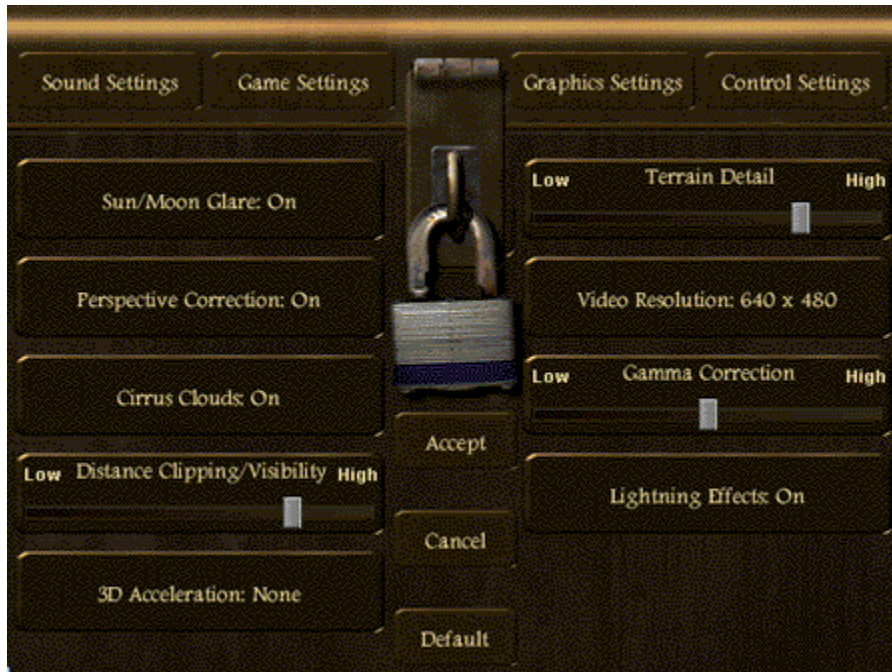 Sound Settings
Game Settings
Graphics Settings
Control Settings
Sun/Moon Glare: On
Perspective Correction: On
Cirrus Clouds: On
Low Distance Clipping/Visibility High
3D Acceleration: None
Accept
Cancel
Default
Low Terrain Detail High
Video Resolution: 640 x 480
Low Gamma Correction High
Lightning Effects: On